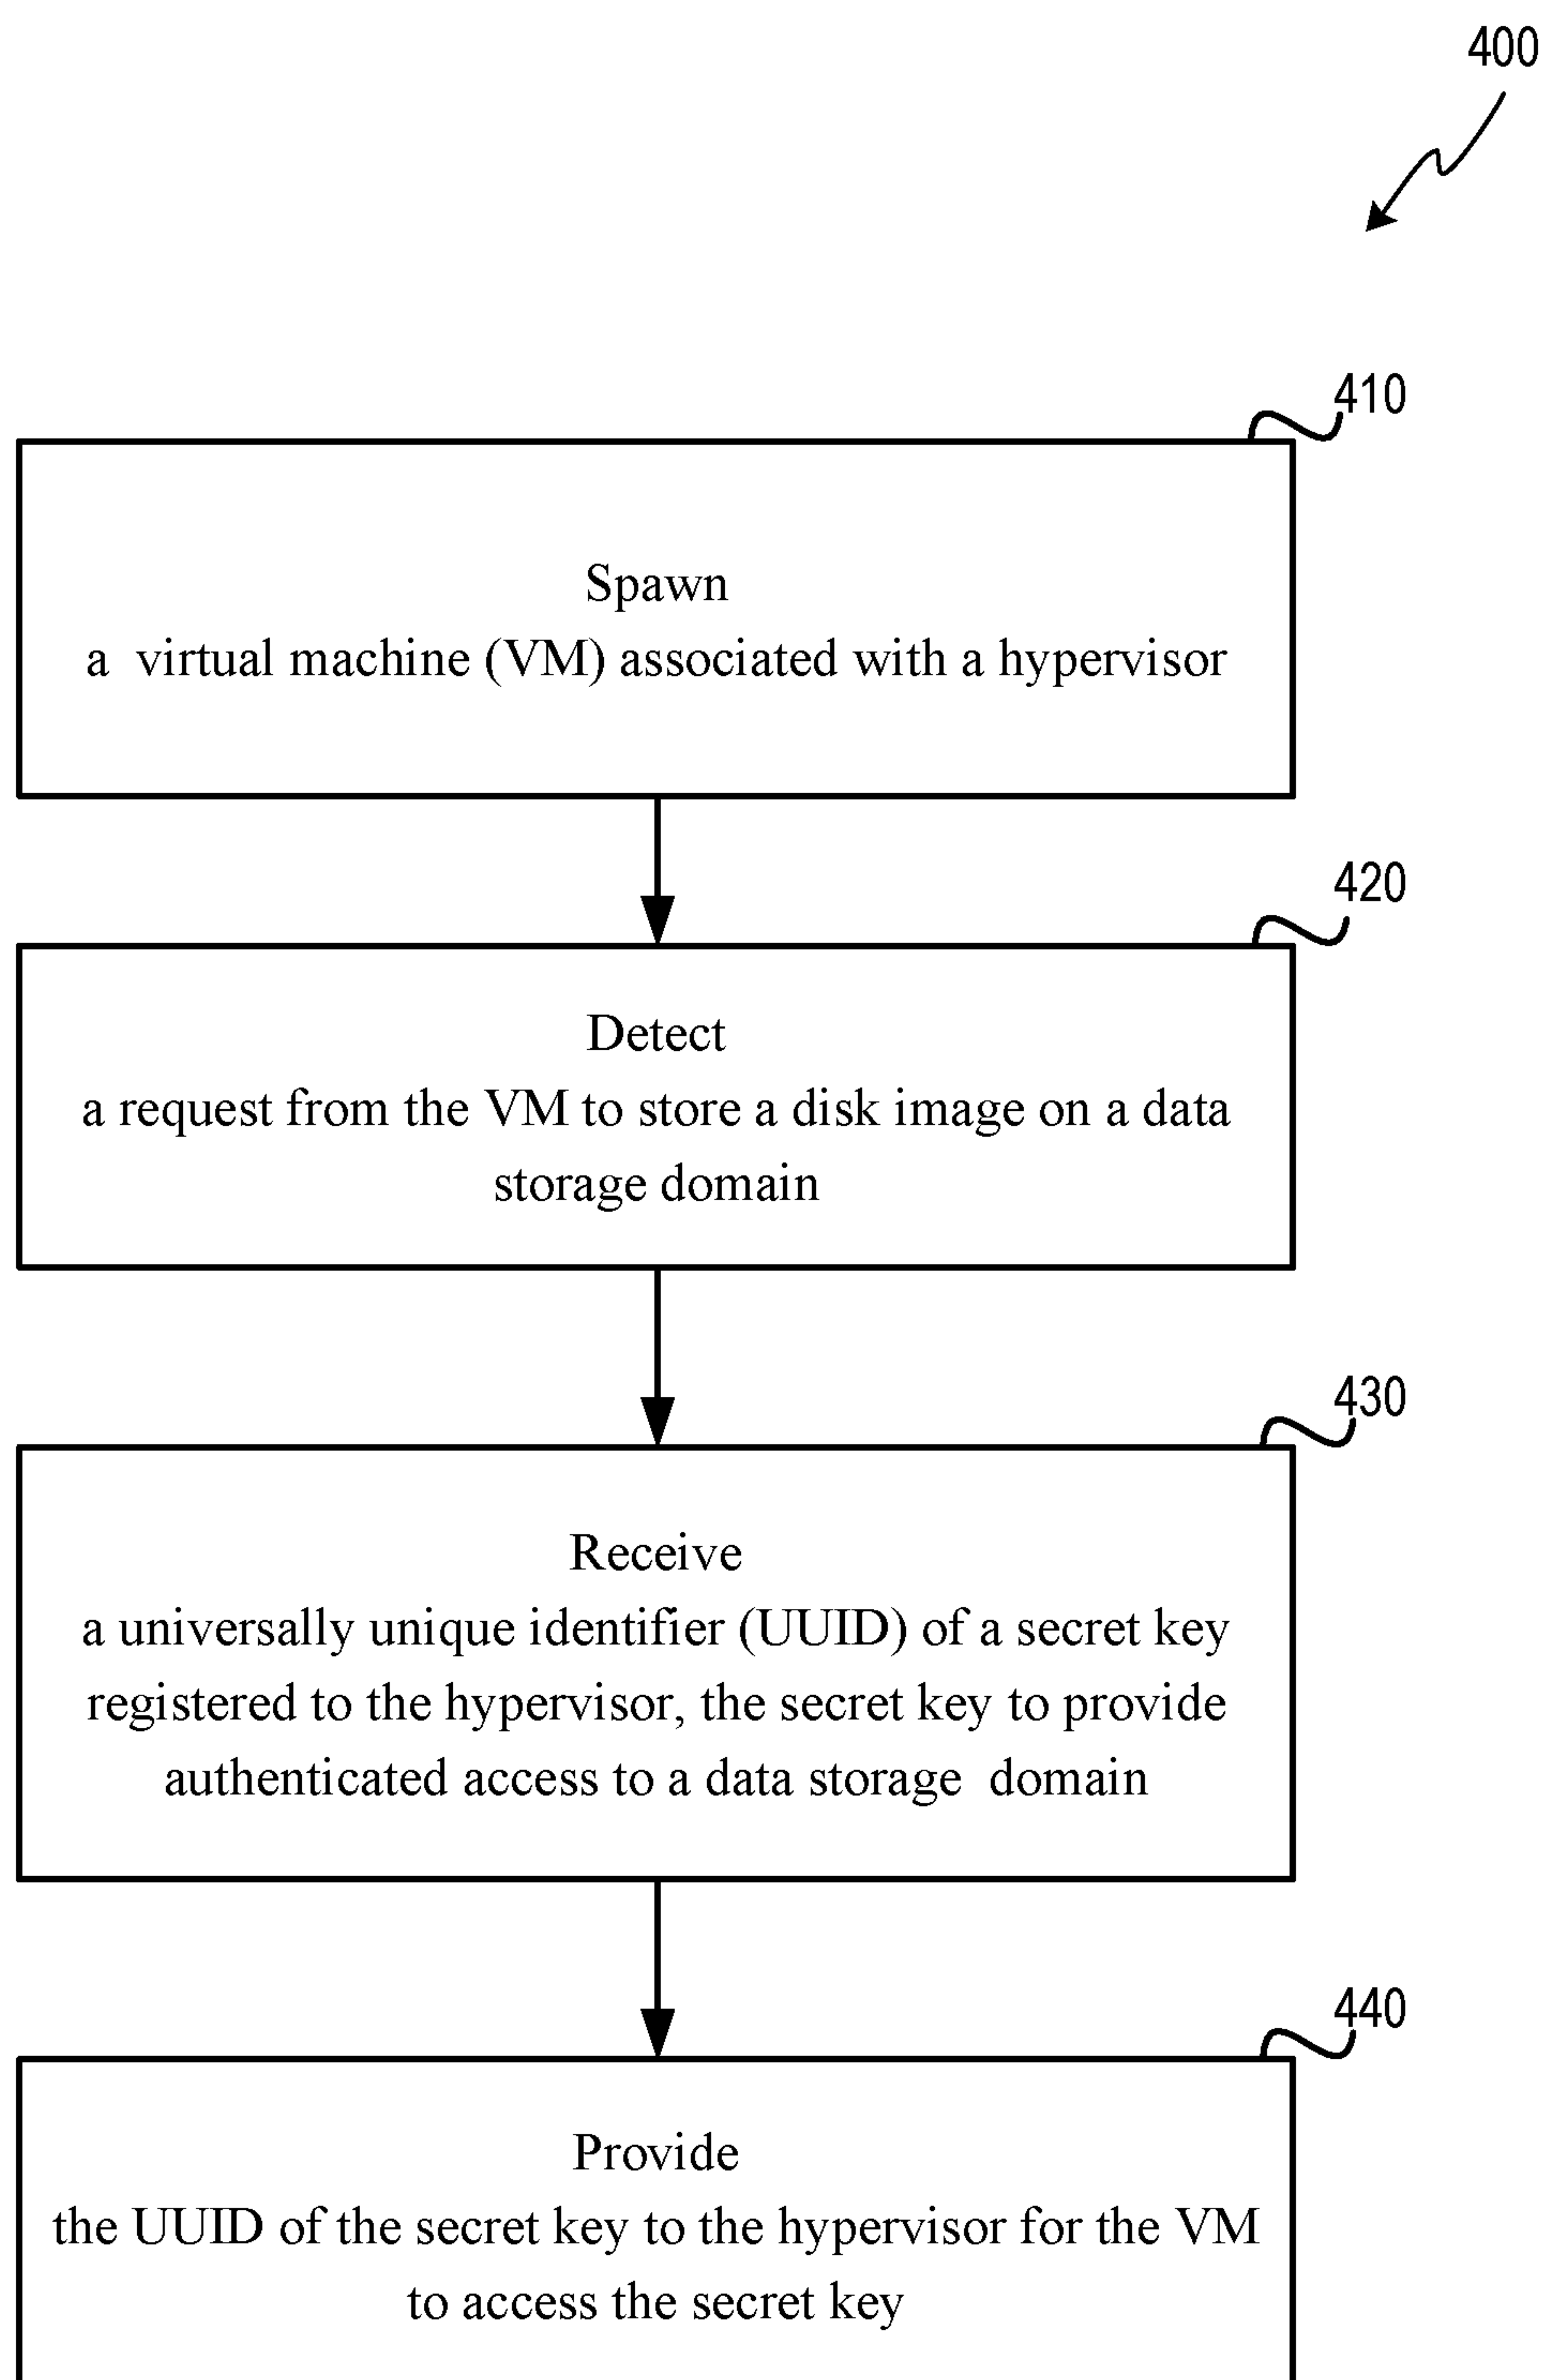 400
410
Spawn
a virtual machine (VM) associated with a hypervisor
420
Detect
a request from the VM to store a disk image on a data
storage domain
430
Receive
a universally unique identifier (UUID) of a secret key
registered to the hypervisor, the secret key to provide
authenticated access to a data storage domain
440
Provide
the UUID of the secret key to the hypervisor for the VM
to access the secret key